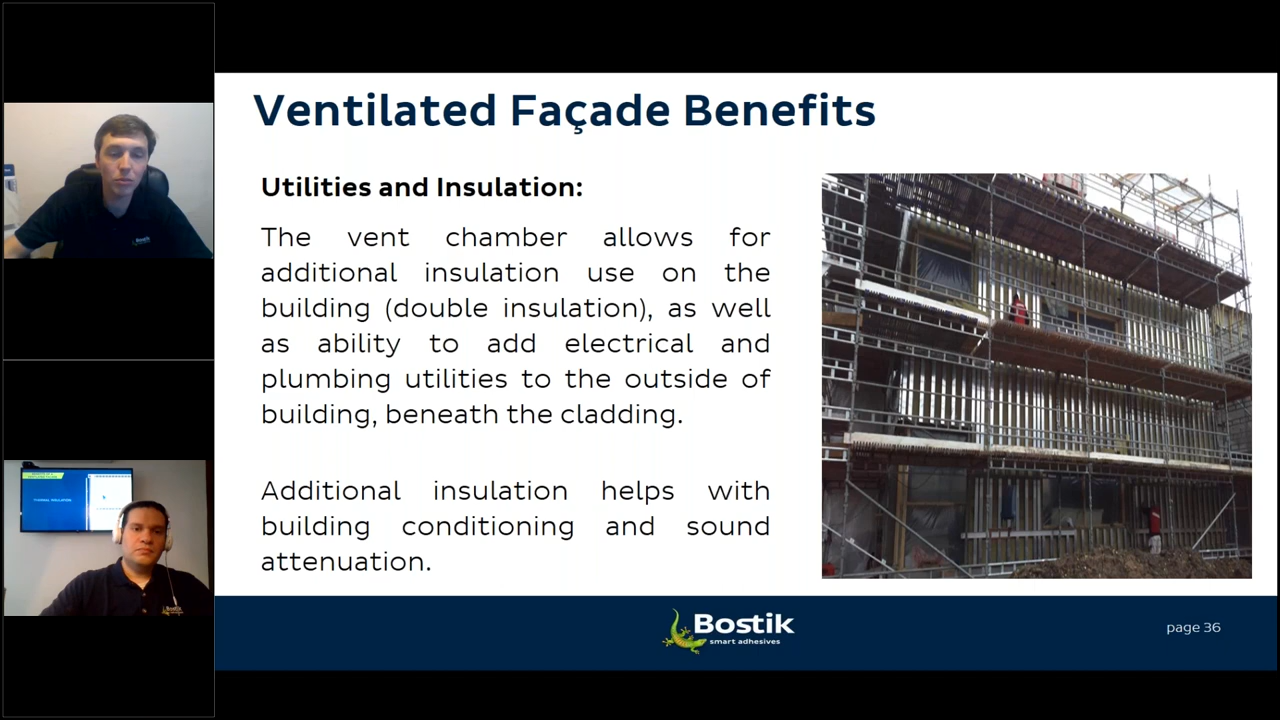 Ventilated Façade Benefits
Utilities and Insulation:
The vent chamber allows for
additional insulation use on the
building (double insulation), as well
as ability to add electrical and
plumbing utilities to the outside of
building, beneath the cladding.
Additional insulation helps with
building conditioning and sound
attenuation.
Bostik
smart adhesives
page 36
Bostik
Bostik